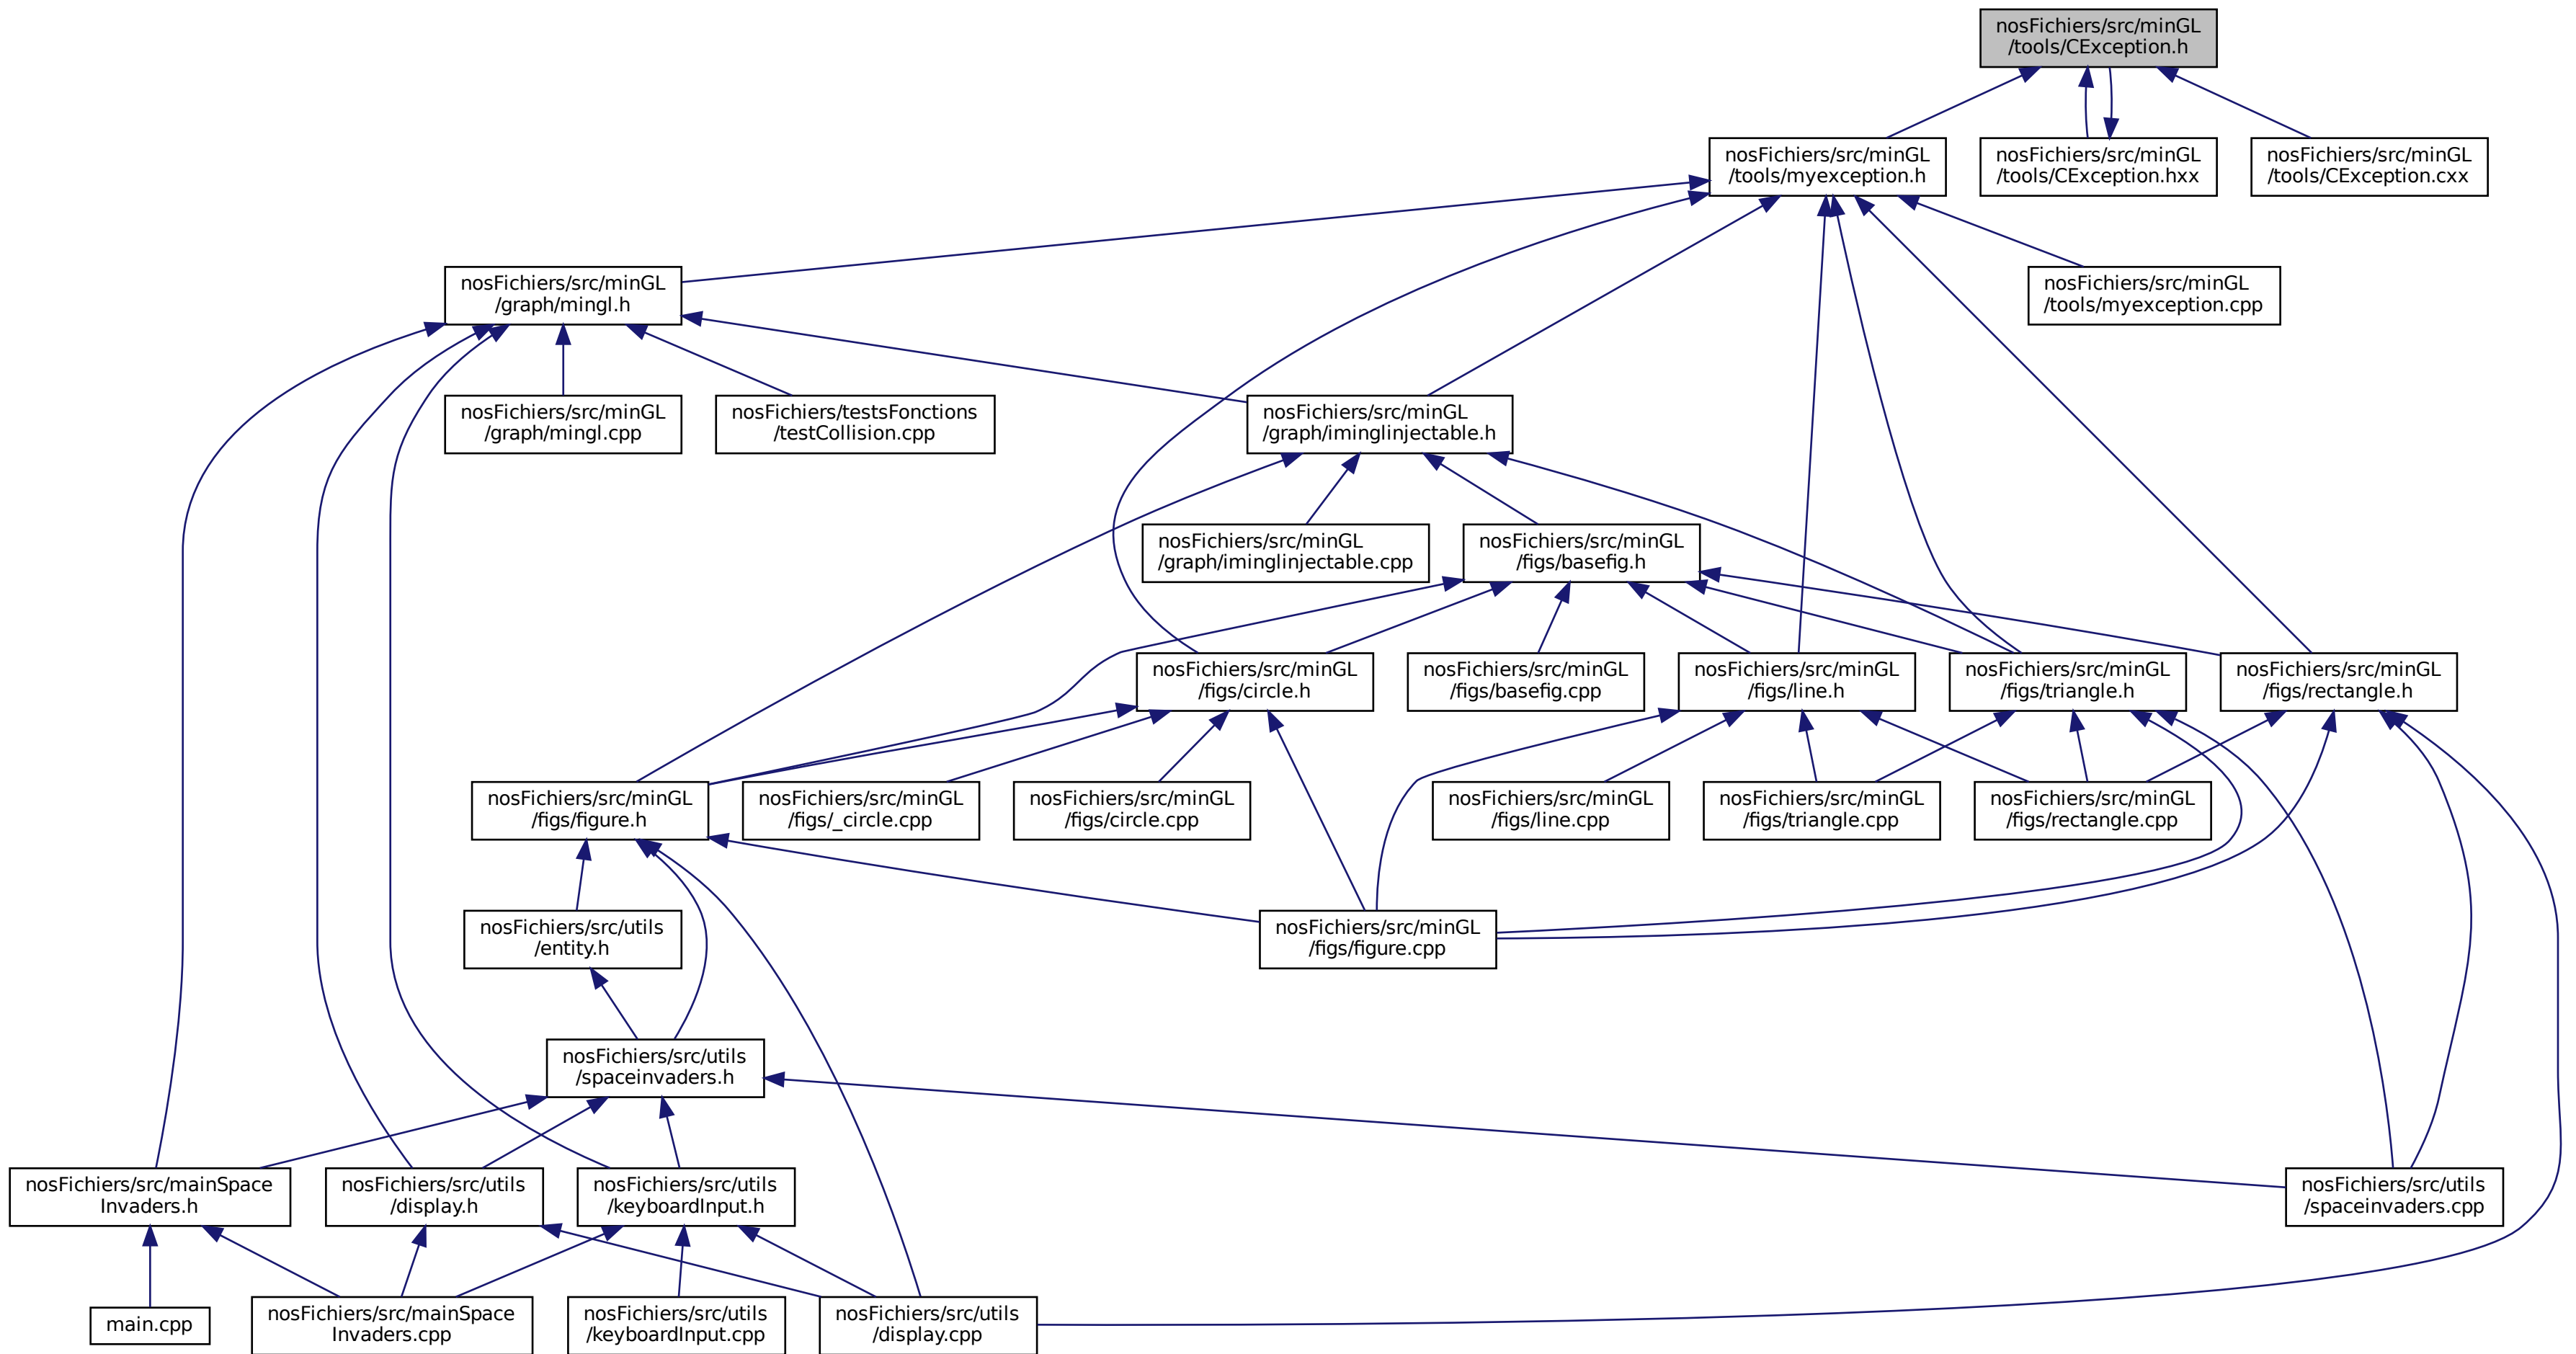 nosFichiers/src/minGL
/tools/CException.h
nosFichiers/src/minGL
/tools/myexception.h
nosFichiers/src/minGL
/tools/CException.hxx
nosFichiers/src/minGL
/tools/CException.cxx
nosFichiers/src/minGL
/graph/mingl.h
nosFichiers/src/minGL
/tools/myexception.cpp
nosFichiers/src/minGL
/graph/mingl.cpp
nosFichiers/testsFonctions
/testCollision.cpp
nosFichiers/src/minGL
/graph/iminglinjectable.h
nosFichiers/src/minGL
/graph/iminglinjectable.cpp
nosFichiers/src/minGL
/figs/basefig.h
nosFichiers/src/minGL
/figs/circle.h
nosFichiers/src/minGL
/figs/basefig.cpp
nosFichiers/src/minGL
/figs/line.h
nosFichiers/src/minGL
/figs/triangle.h
nosFichiers/src/minGL
/figs/rectangle.h
nosFichiers/src/minGL
/figs/figure.h
nosFichiers/src/minGL
/figs/_circle.cpp
nosFichiers/src/minGL
/figs/circle.cpp
nosFichiers/src/minGL
/figs/line.cpp
nosFichiers/src/minGL
/figs/triangle.cpp
nosFichiers/src/minGL
/figs/rectangle.cpp
nosFichiers/src/utils
/entity.h
nosFichiers/src/minGL
/figs/figure.cpp
nosFichiers/src/utils
/spaceinvaders.h
nosFichiers/src/mainSpace
Invaders.h
nosFichiers/src/utils
/display.h
nosFichiers/src/utils
/keyboardInput.h
nosFichiers/src/utils
/spaceinvaders.cpp
main.cpp
nosFichiers/src/mainSpace
Invaders.cpp
nosFichiers/src/utils
/keyboardInput.cpp
nosFichiers/src/utils
/display.cpp